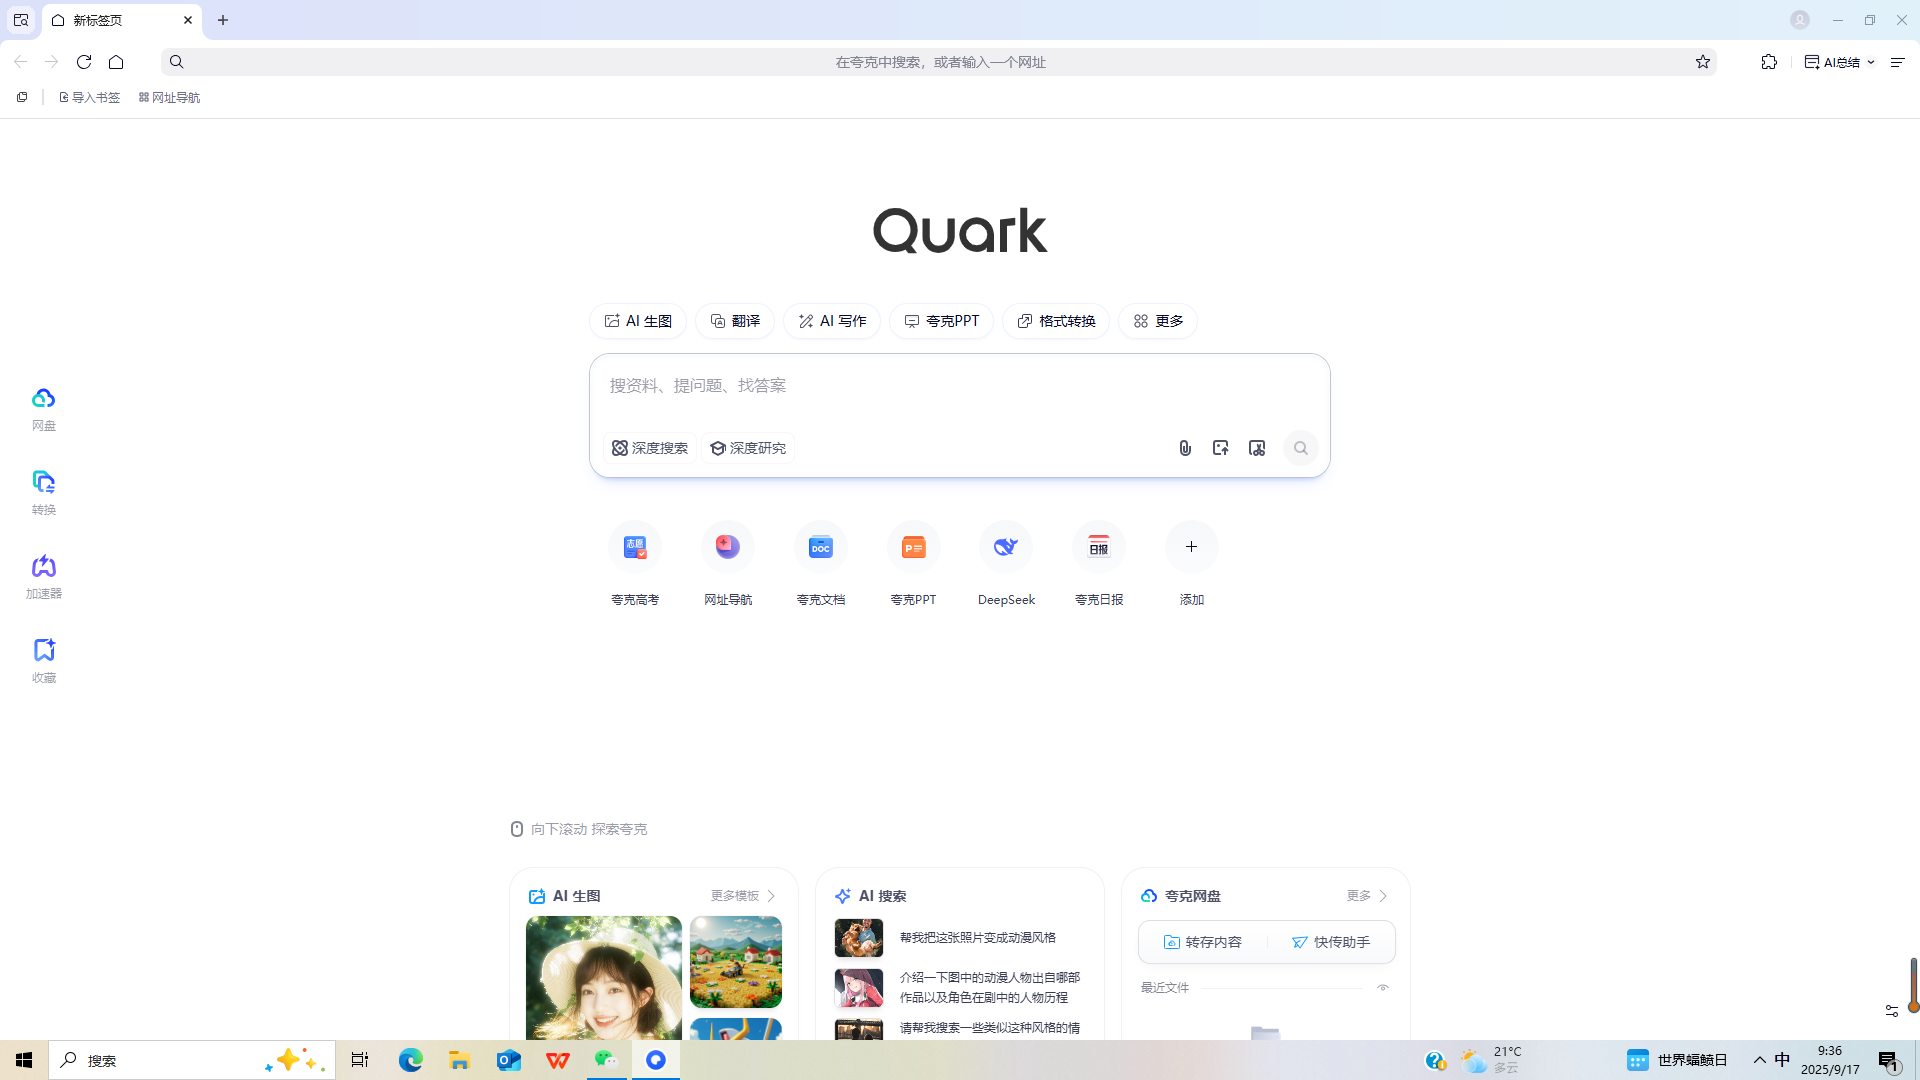 新标签页
在夸克中搜索，或者输入一个网址
AI总结
导入书签
网址导航
Quark
AI 生图
翻译
AI 写作
夸克PPT
格式转换
更多
搜资料、提问题、找答案
深度搜索
深度研究
网盘
转换
加速器
收藏
志愿
DOC
P
日报
夸克高考
网址导航
夸克文档
夸克PPT
DeepSeek
夸克日报
添加
向下滚动 探索夸克
AI 生图
更多模板
AI 搜索
帮我把这张照片变成动漫风格
介绍一下图中的动漫人物出自哪部
作品以及角色在剧中的人物历程
请帮我搜索一些类似这种风格的情
夸克网盘
更多
转存内容
快传助手
最近文件
搜索
21°C
多云
世界蝠鲼日
中
9:36
2025/9/17
1